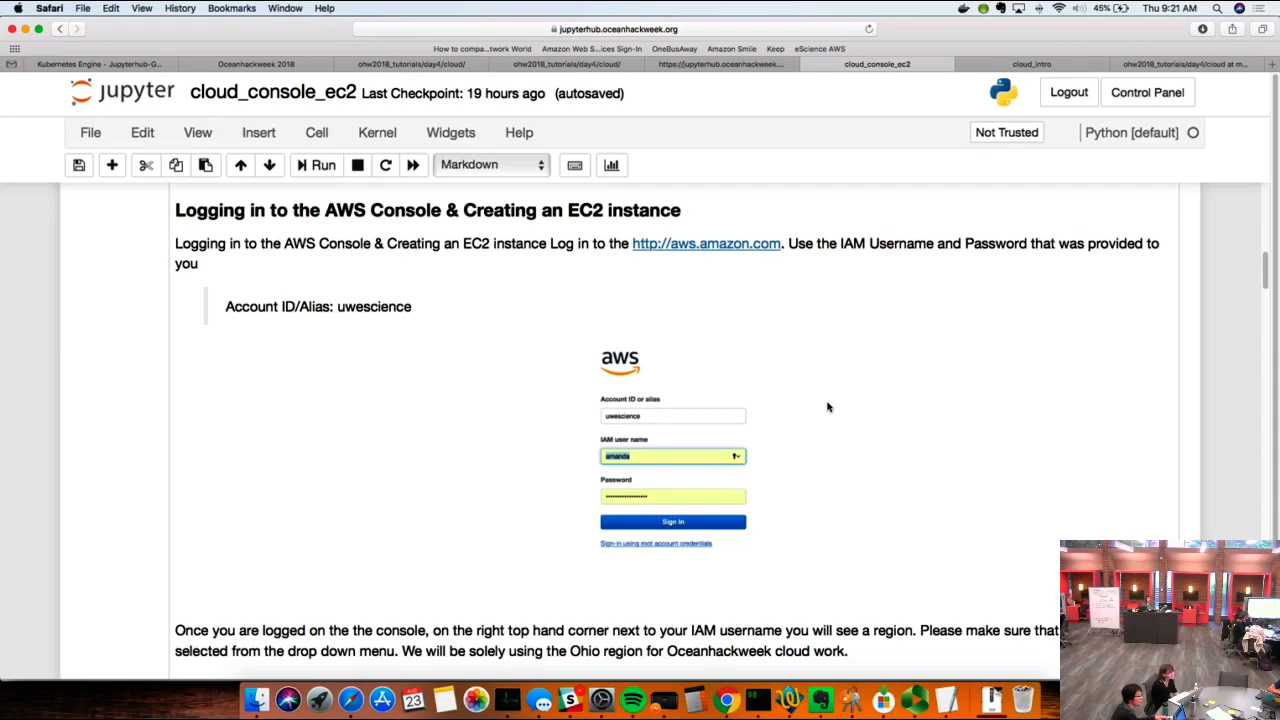 Safari File Edit View History Bookmarks Window Help 45% Thu 9:21 AM
jupyterhub.oceanhackweek.org
How to compa...twork World Amazon Web S...ices Sign-In OneBusAway Amazon Smile Keep eScience AWS
Kubernetes Engine - Jupyterhub-G... Oceanhackweek 2018 ohw2018_tutorials/day4/cloud/ ohw2018_tutorials/day4/cloud/ https://jupyterhub.oceanhackweek.... cloud_console_ec2 cloud_intro ohw2018_tutorials/day4/cloud at m...
jupyter cloud_console_ec2 Last Checkpoint: 19 hours ago (autosaved) Logout Control Panel
File Edit View Insert Cell Kernel Widgets Help Not Trusted Python [default]
Run Markdown
Logging in to the AWS Console & Creating an EC2 instance
Logging in to the AWS Console & Creating an EC2 instance Log in to the http://aws.amazon.com. Use the IAM Username and Password that was provided to
you
Account ID/Alias: uwescience
aws
Account ID or alias
uwescience
IAM user name
amanda
Password
Sign In
Sign-in using root account credentials
Once you are logged on the the console, on the right top hand corner next to your IAM username you will see a region. Please make sure that
selected from the drop down menu. We will be solely using the Ohio region for Oceanhackweek cloud work.